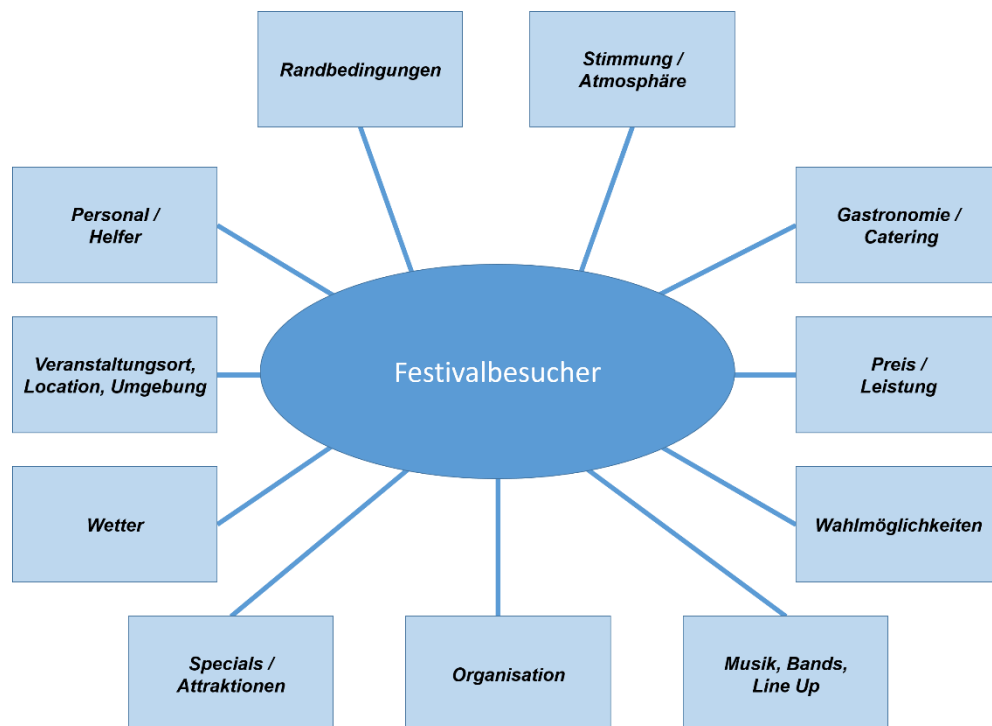 Randbedingungen
Stimmung /
Atmosphäre
Personal /
Helfer
Gastronomie /
Catering
Veranstaltungsort,
Location, Umgebung
Festivalbesucher
Preis /
Leistung
Wetter
Wahlmöglichkeiten
Specials /
Attraktionen
Organisation
Musik, Bands,
Line Up